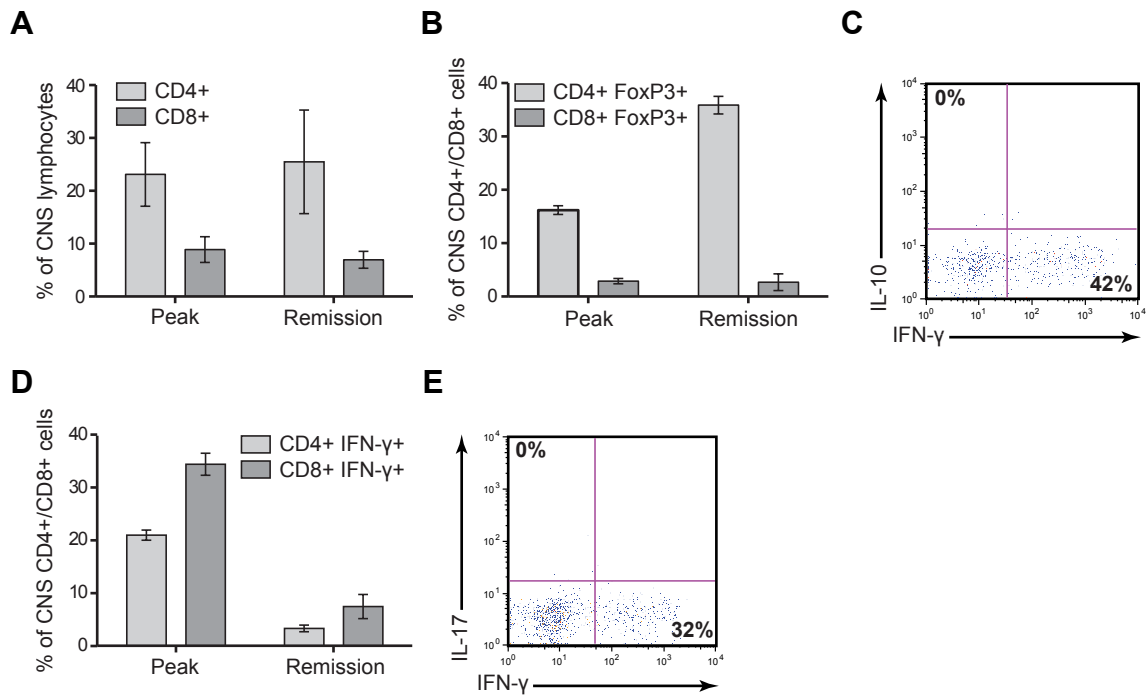 A
% of CNS lymphocytes
40
30
20
10
0
CD4+
CD8+
Peak
Remission
B
% of CNS CD4+/CD8+ cells
40
30
20
10
0
CD4+ FoxP3+
CD8+ FoxP3+
Peak
Remission
C
IL-10
10⁴
10³
10²
10¹
10⁰
0%
42%
10⁰
10¹
10²
10³
10⁴
IFN-γ
D
% of CNS CD4+/CD8+ cells
40
30
20
10
0
CD4+ IFN-γ+
CD8+ IFN-γ+
Peak
Remission
E
IL-17
10⁴
10³
10²
10¹
10⁰
0%
32%
10⁰
10¹
10²
10³
10⁴
IFN-γ